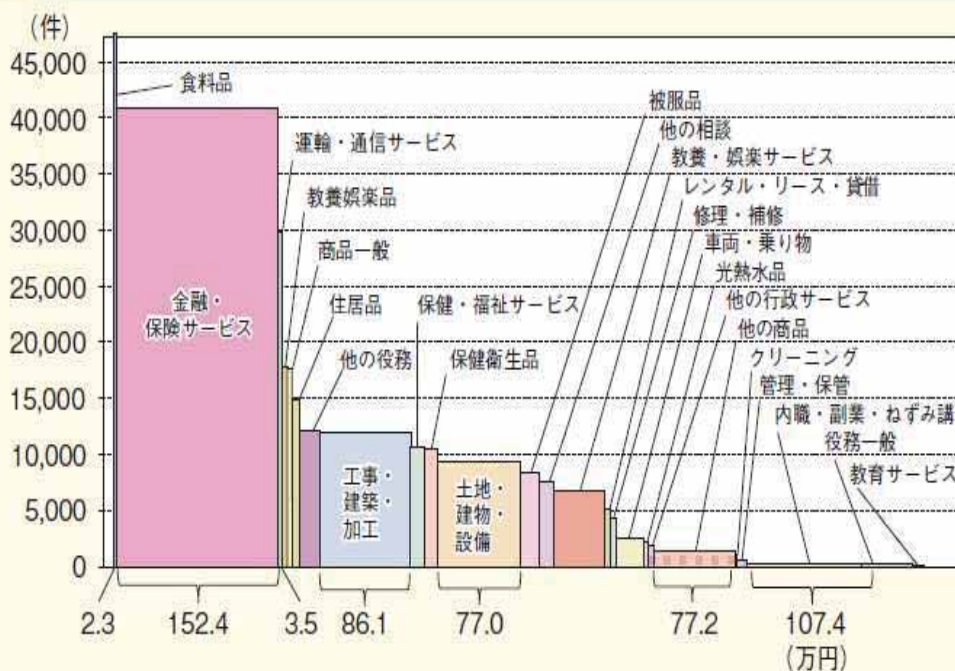 (件)
45,000
40,000
35,000
30,000
25,000
20,000
15,000
10,000
5,000
0
食料品
金融・
保険サービス
運輸・通信サービス
教養娯楽品
商品一般
住居品
他の役務
工事・
建築・
加工
保健・福祉サービス
保健衛生品
土地・
建物・
設備
被服品
他の相談
教養・娯楽サービス
レンタル・リース・貸借
修理・補修
車両・乗り物
光熱水品
他の行政サービス
他の商品
クリーニング
管理・保管
内職・副業・ねずみ講
役務一般
教育サービス
2.3
152.4
3.5
86.1
77.0
77.2
107.4
(万円)